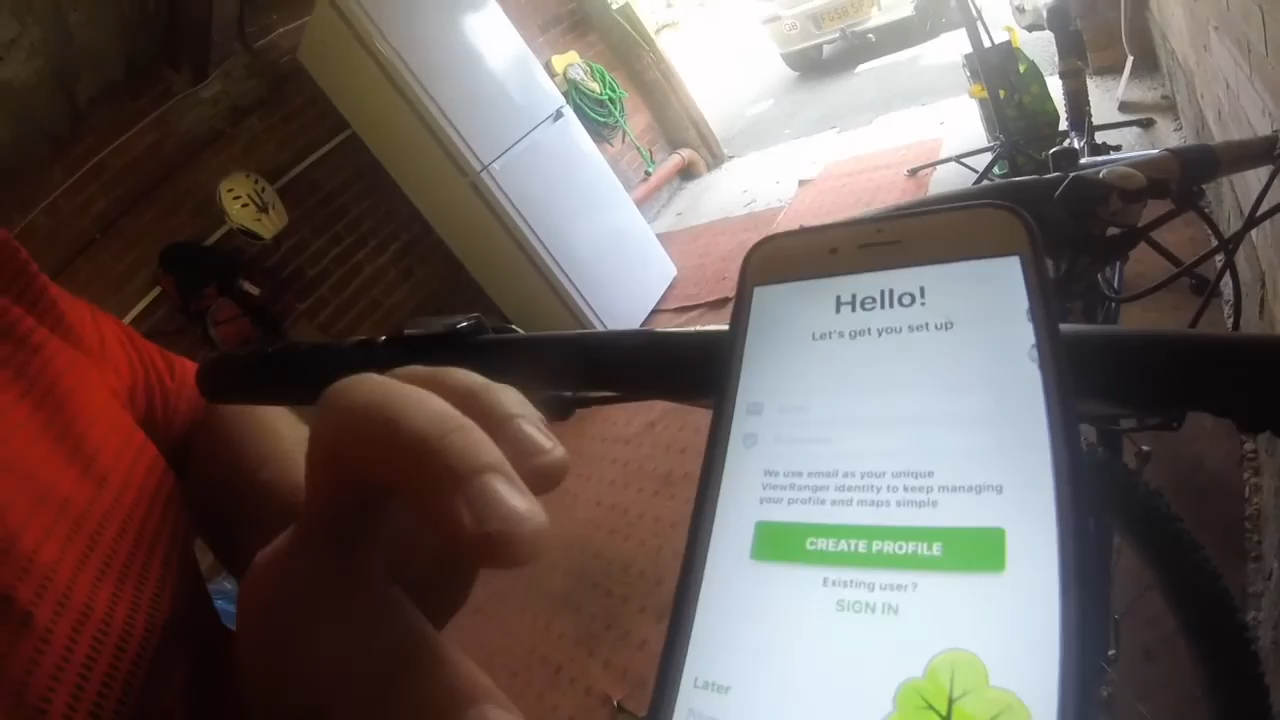 GB
Hello!
Let's get you set up
We use email as your unique
ViewRanger identity to keep managing
your profile and maps simple
CREATE PROFILE
Existing user?
SIGN IN
Later